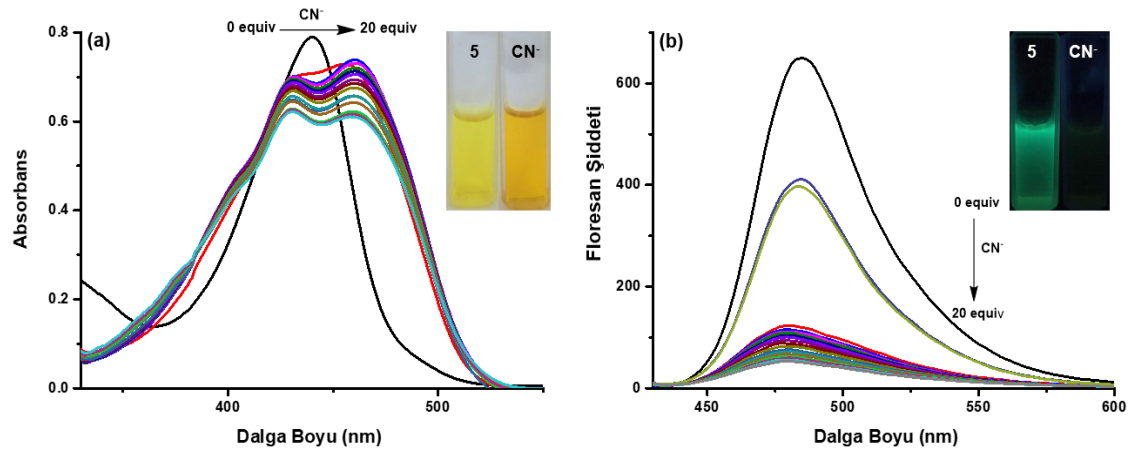 (a)
CN⁻
0 equiv 20 equiv
5 CN⁻
0.8
0.6
0.4
0.2
0.0
400 500
Absorbans
Dalga Boyu (nm)
(b)
5 CN⁻
600
400
200
0
0 equiv
CN⁻
20 equiv
450 500 550 600
Floresan Şiddeti
Dalga Boyu (nm)